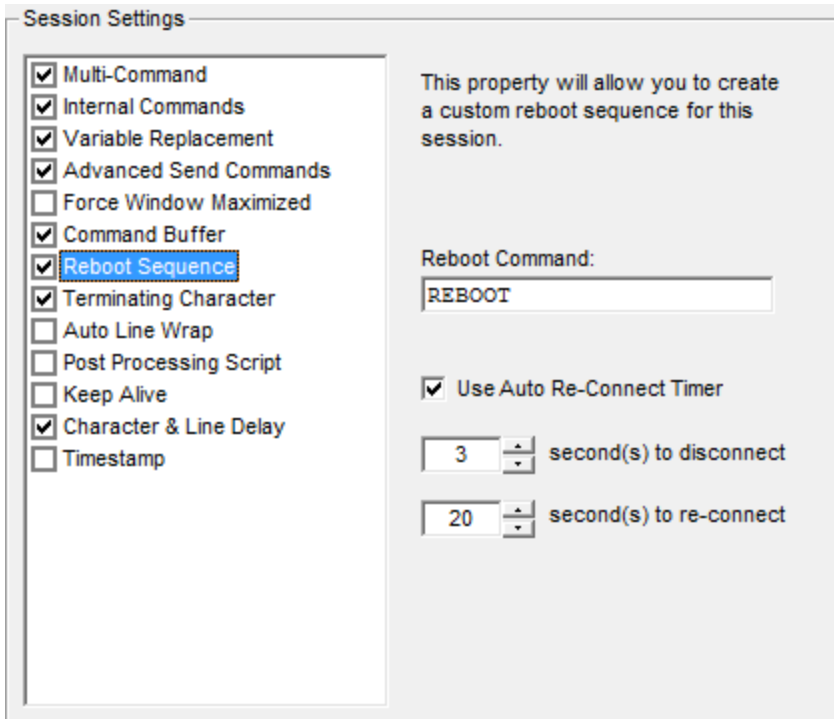 Session Settings
Multi-Command
Internal Commands
Variable Replacement
Advanced Send Commands
Force Window Maximized
Command Buffer
Reboot Sequence
Terminating Character
Auto Line Wrap
Post Processing Script
Keep Alive
Character & Line Delay
Timestamp
This property will allow you to create
a custom reboot sequence for this
session.
Reboot Command:
REBOOT
Use Auto Re-Connect Timer
3 second(s) to disconnect
20 second(s) to re-connect